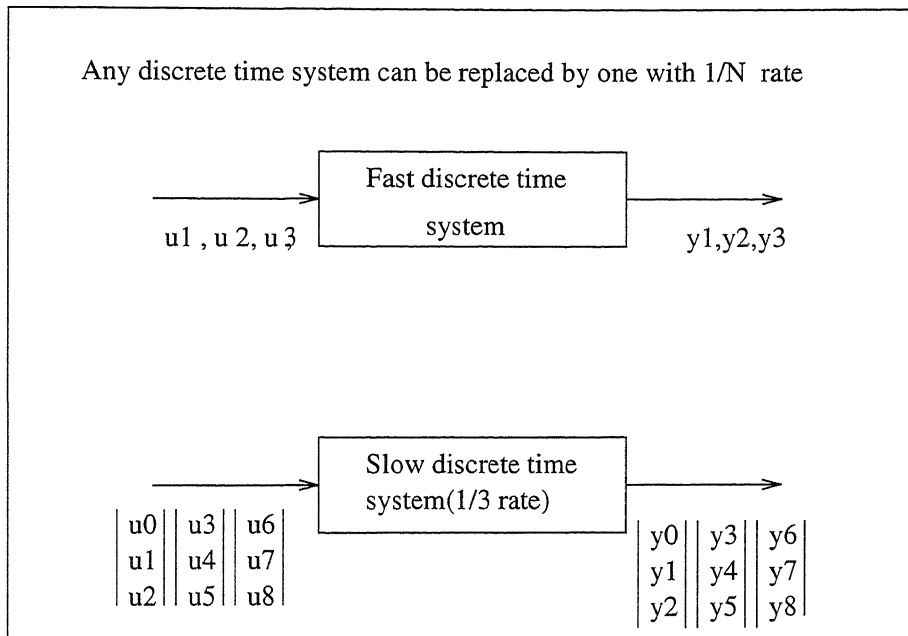 Any discrete time system can be replaced by one with 1/N rate
Fast discrete time
system
u1 , u 2, u 3,
y1,y2,y3
Slow discrete time
system(1/3 rate)
|u0| |u3| |u6|
|u1| |u4| |u7|
|u2| |u5| |u8|
|y0| |y3| |y6|
|y1| |y4| |y7|
|y2| |y5| |y8|